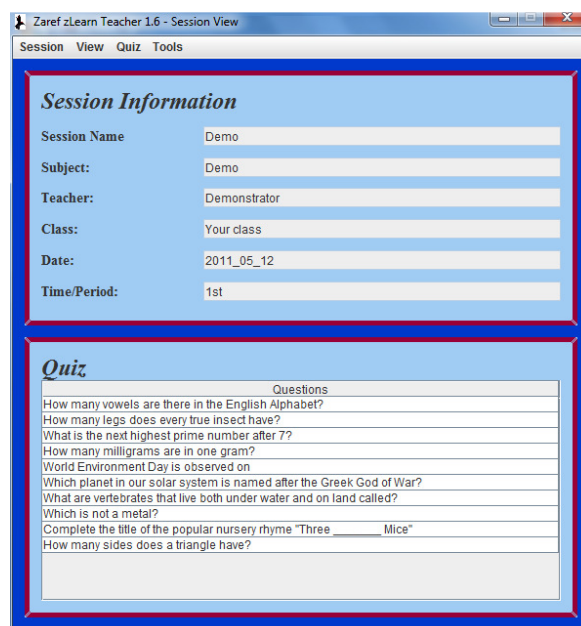 Zaref zLearn Teacher 1.6 - Session View
Session View Quiz Tools
Session Information
Session Name Demo
Subject: Demo
Teacher: Demonstrator
Class: Your class
Date: 2011_05_12
Time/Period: 1st
Quiz
Questions
How many vowels are there in the English Alphabet?
How many legs does every true insect have?
What is the next highest prime number after 7?
How many milligrams are in one gram?
World Environment Day is observed on
Which planet in our solar system is named after the Greek God of War?
What are vertebrates that live both under water and on land called?
Which is not a metal?
Complete the title of the popular nursery rhyme "Three _______ Mice"
How many sides does a triangle have?